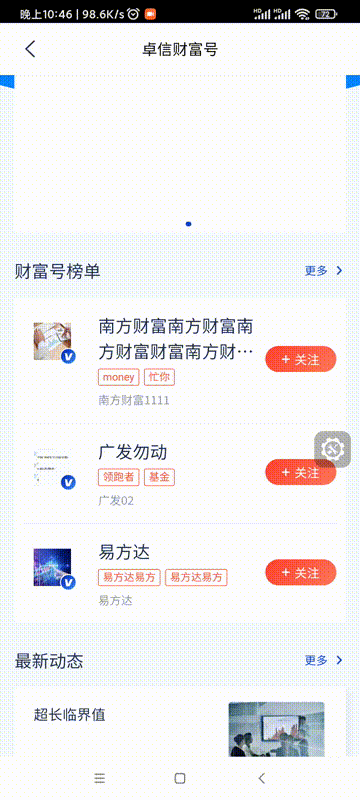 晚上10:46 | 98.6K/s
HD HD 72
卓信财富号
财富号榜单
更多
南方财富南方财富南
方财富财富南方财…
+ 关注
money 忙你
南方财富1111
广发勿动
+ 关注
领跑者 基金
广发02
易方达
+ 关注
易方达易方 易方达易方
易方达
最新动态
更多
超长临界值